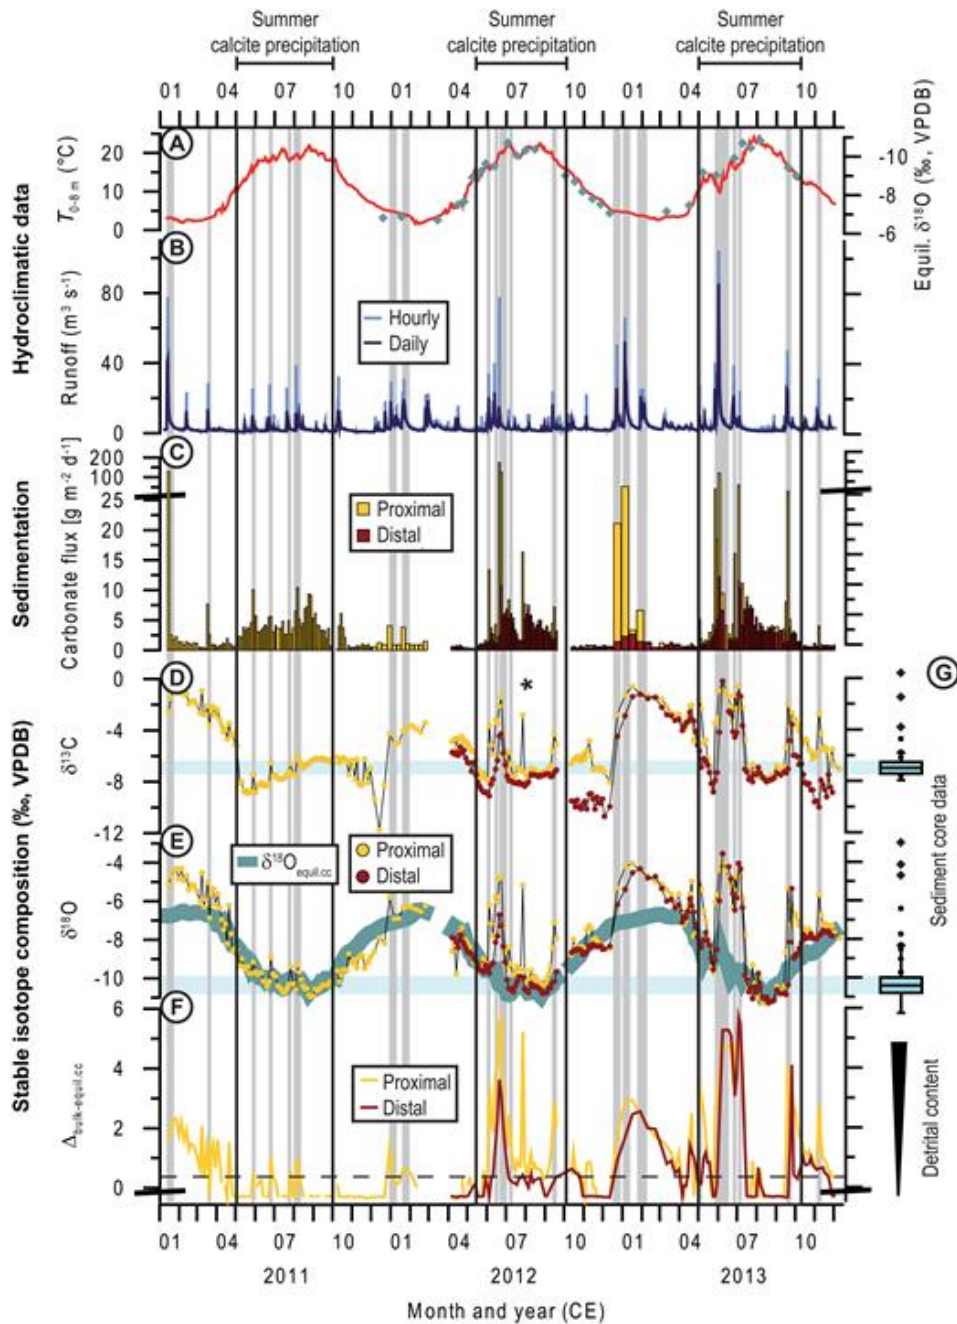 Summer
calcite precipitation
Summer
calcite precipitation
Summer
calcite precipitation
01 04 07 10 01 04 07 10 01 04 07 10
Hydroclimatic data
A
T0-8 m (°C)
20
10
0
-10
-8
-6
Equil. δ18O (‰, VPDB)
B
Runoff (m³ s⁻¹)
80
40
0
Hourly
Daily
Sedimentation
C
Carbonate flux [g m⁻² d⁻¹]
200
100
25
20
15
10
5
0
Proximal
Distal
Stable isotope composition (‰, VPDB)
D
δ13C
0
-4
-8
-12
*
G
Sediment core data
E
δ18O
-4
-6
-8
-10
δ18Oequil.cc
Proximal
Distal
F
Δbulk-equil.cc
6
4
2
0
Proximal
Distal
Detrital content
01 04 07 10 01 04 07 10 01 04 07 10
2011 2012 2013
Month and year (CE)